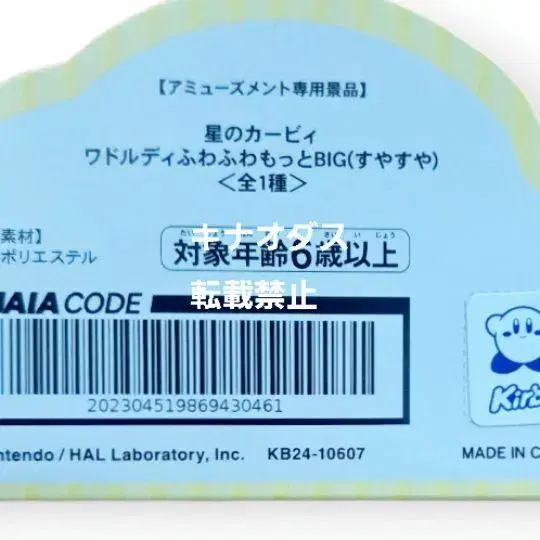 【アミューズメント専用景品】
星のカービィ
ワドルディふわふわもっとBIG(すやすや)
<全1種>
素材】
ポリエステル
対象年齢6歳以上
キナオダス
転載禁止
AIA CODE
202304519869430461
Kirb
ntendo / HAL Laboratory, Inc. KB24-10607
MADE IN C